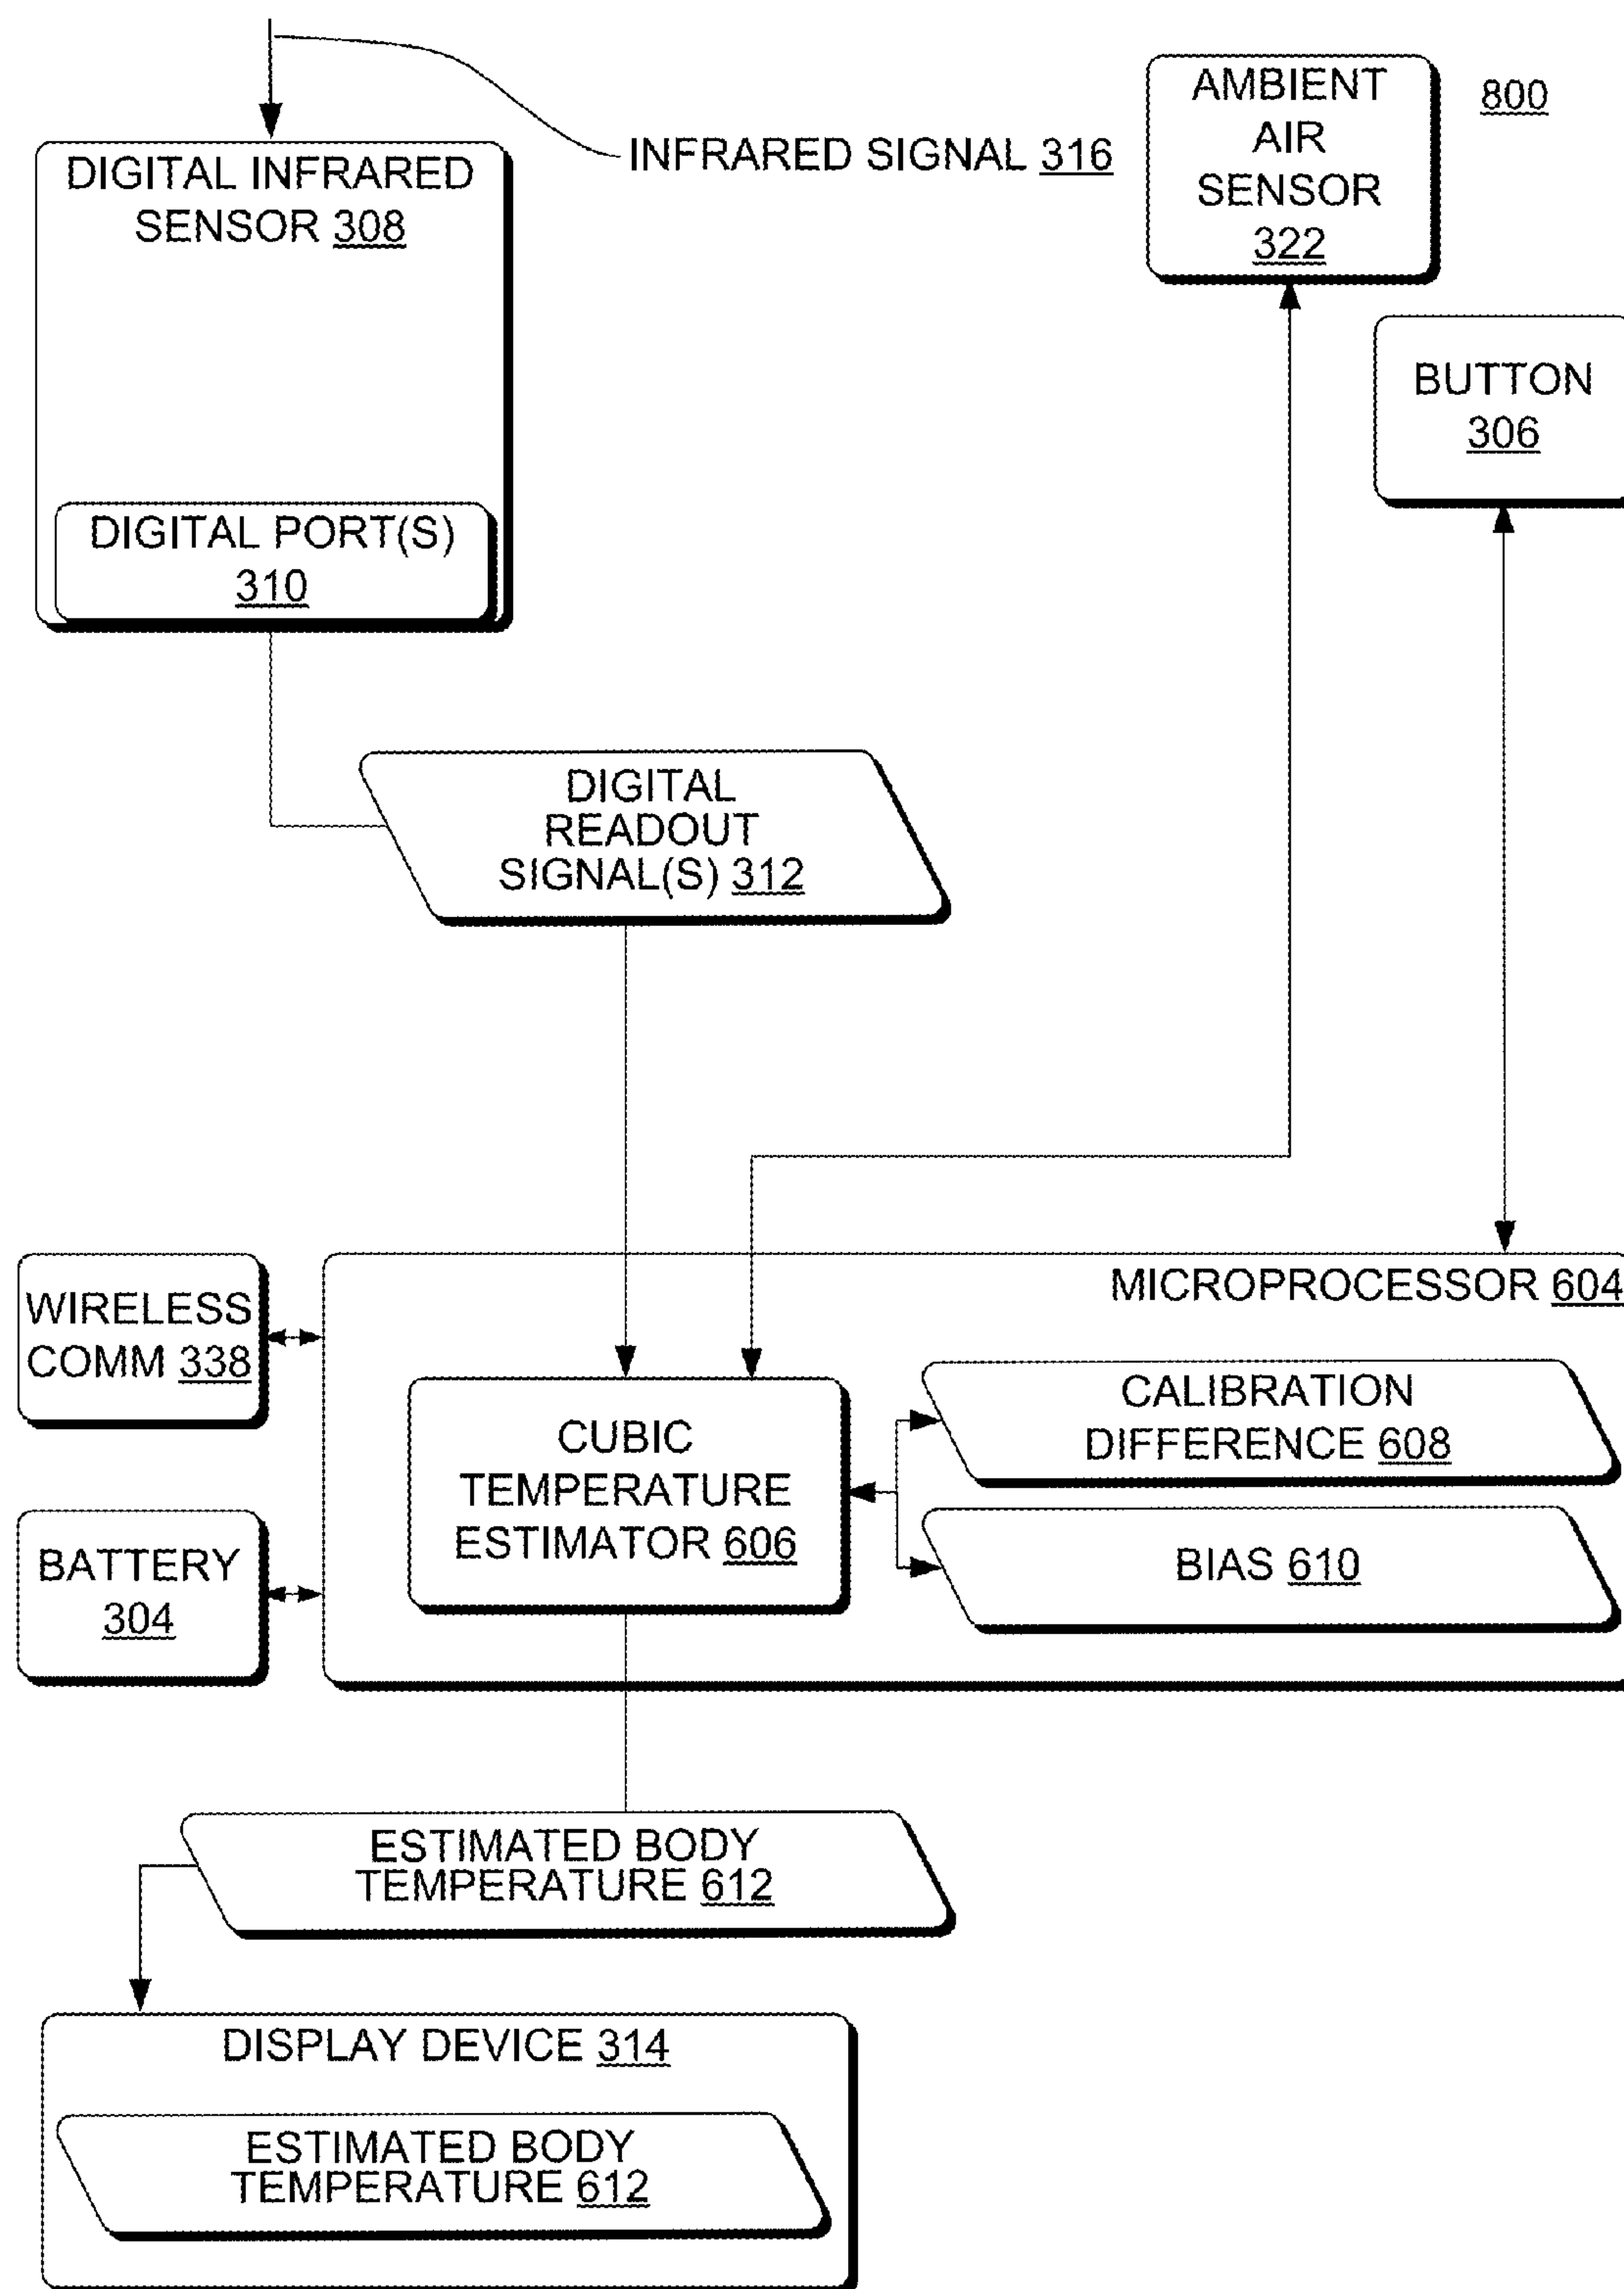 AMBIENT
AIR
SENSOR
322
800
INFRARED SIGNAL 316
DIGITAL INFRARED
SENSOR 308
BUTTON
306
DIGITAL PORT(S)
310
DIGITAL
READOUT
SIGNAL(S) 312
MICROPROCESSOR 604
WIRELESS
COMM 338
CALIBRATION
DIFFERENCE 608
CUBIC
TEMPERATURE
ESTIMATOR 606
BIAS 610
BATTERY
304
ESTIMATED BODY
TEMPERATURE 612
DISPLAY DEVICE 314
ESTIMATED BODY
TEMPERATURE 612